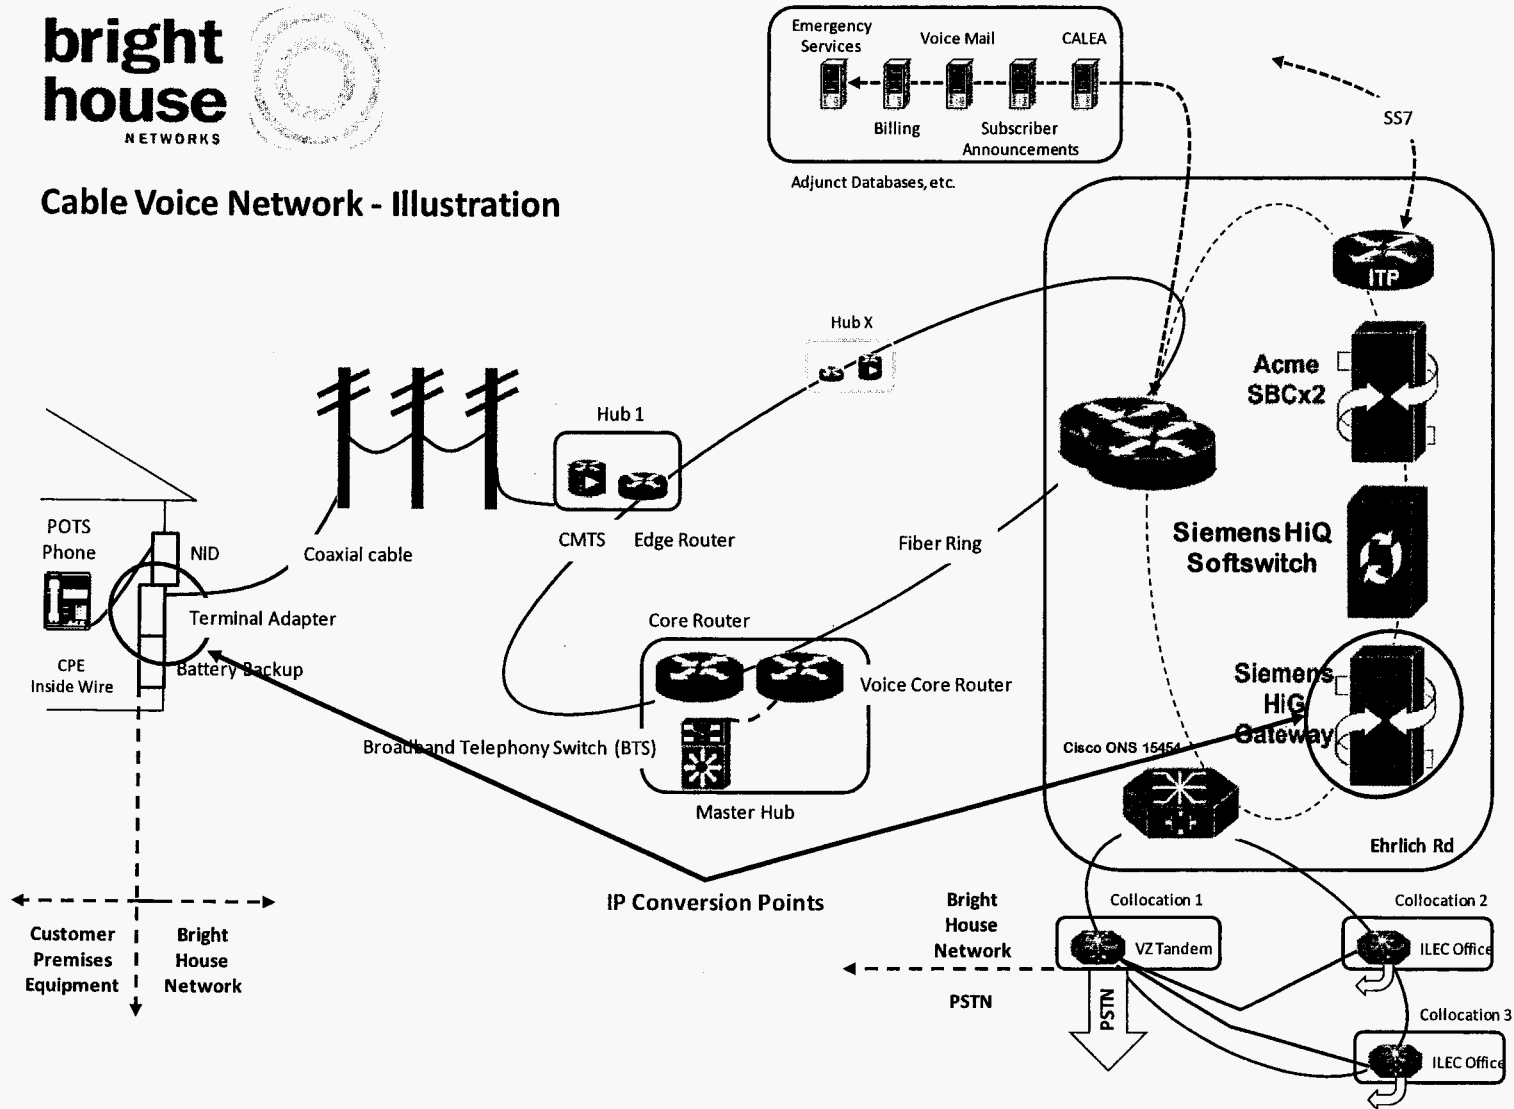 bright
house
NETWORKS
Cable Voice Network - Illustration
Emergency
Services
Voice Mail
CALEA
Billing
Subscriber
Announcements
Adjunct Databases, etc.
SS7
ITP
Hub X
Acme
SBCx2
Hub 1
CMTS
Edge Router
Coaxial cable
Fiber Ring
Siemens HiQ
Softswitch
POTS
Phone
NID
Terminal Adapter
Battery Backup
CPE
Inside Wire
Core Router
Voice Core Router
Broadband Telephony Switch (BTS)
Master Hub
Siemens
HiG
Gateway
Cisco ONS 15454
Ehrlich Rd
IP Conversion Points
Customer
Premises
Equipment
Bright
House
Network
Bright
House
Network
PSTN
Collocation 1
VZ Tandem
PSTN
Collocation 2
ILEC Office
Collocation 3
ILEC Office